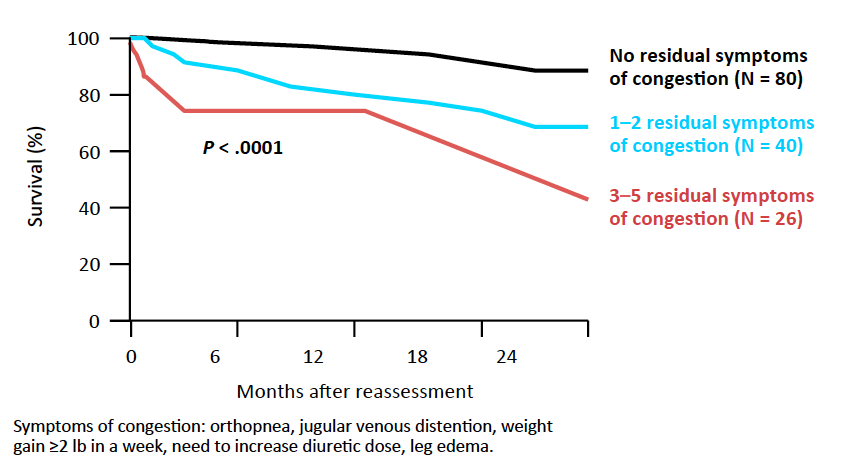 100
80
60
40
20
0
Survival (%)
P < .0001
No residual symptoms
of congestion (N = 80)
1–2 residual symptoms
of congestion (N = 40)
3–5 residual symptoms
of congestion (N = 26)
0 6 12 18 24
Months after reassessment
Symptoms of congestion: orthopnea, jugular venous distention, weight
gain ≥2 lb in a week, need to increase diuretic dose, leg edema.